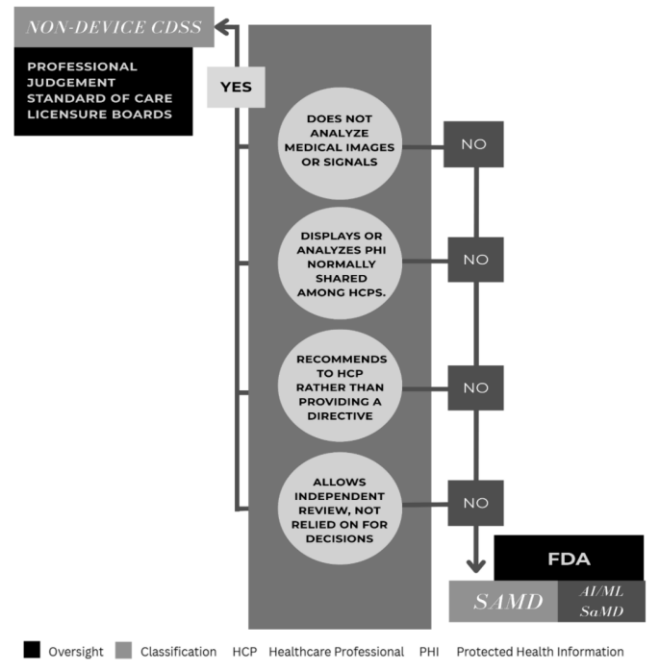 NON-DEVICE CDSS
PROFESSIONAL
JUDGEMENT
STANDARD OF CARE
LICENSURE BOARDS
YES
DOES NOT
ANALYZE
MEDICAL IMAGES
OR SIGNALS
NO
DISPLAYS OR
ANALYZES PHI
NORMALLY
SHARED
AMONG HCPS.
NO
RECOMMENDS
TO HCP
RATHER THAN
PROVIDING A
DIRECTIVE
NO
ALLOWS
INDEPENDENT
REVIEW, NOT
RELIED ON FOR
DECISIONS
NO
FDA
SAMD
AI/ML
SaMD
Oversight Classification HCP Healthcare Professional PHI Protected Health Information